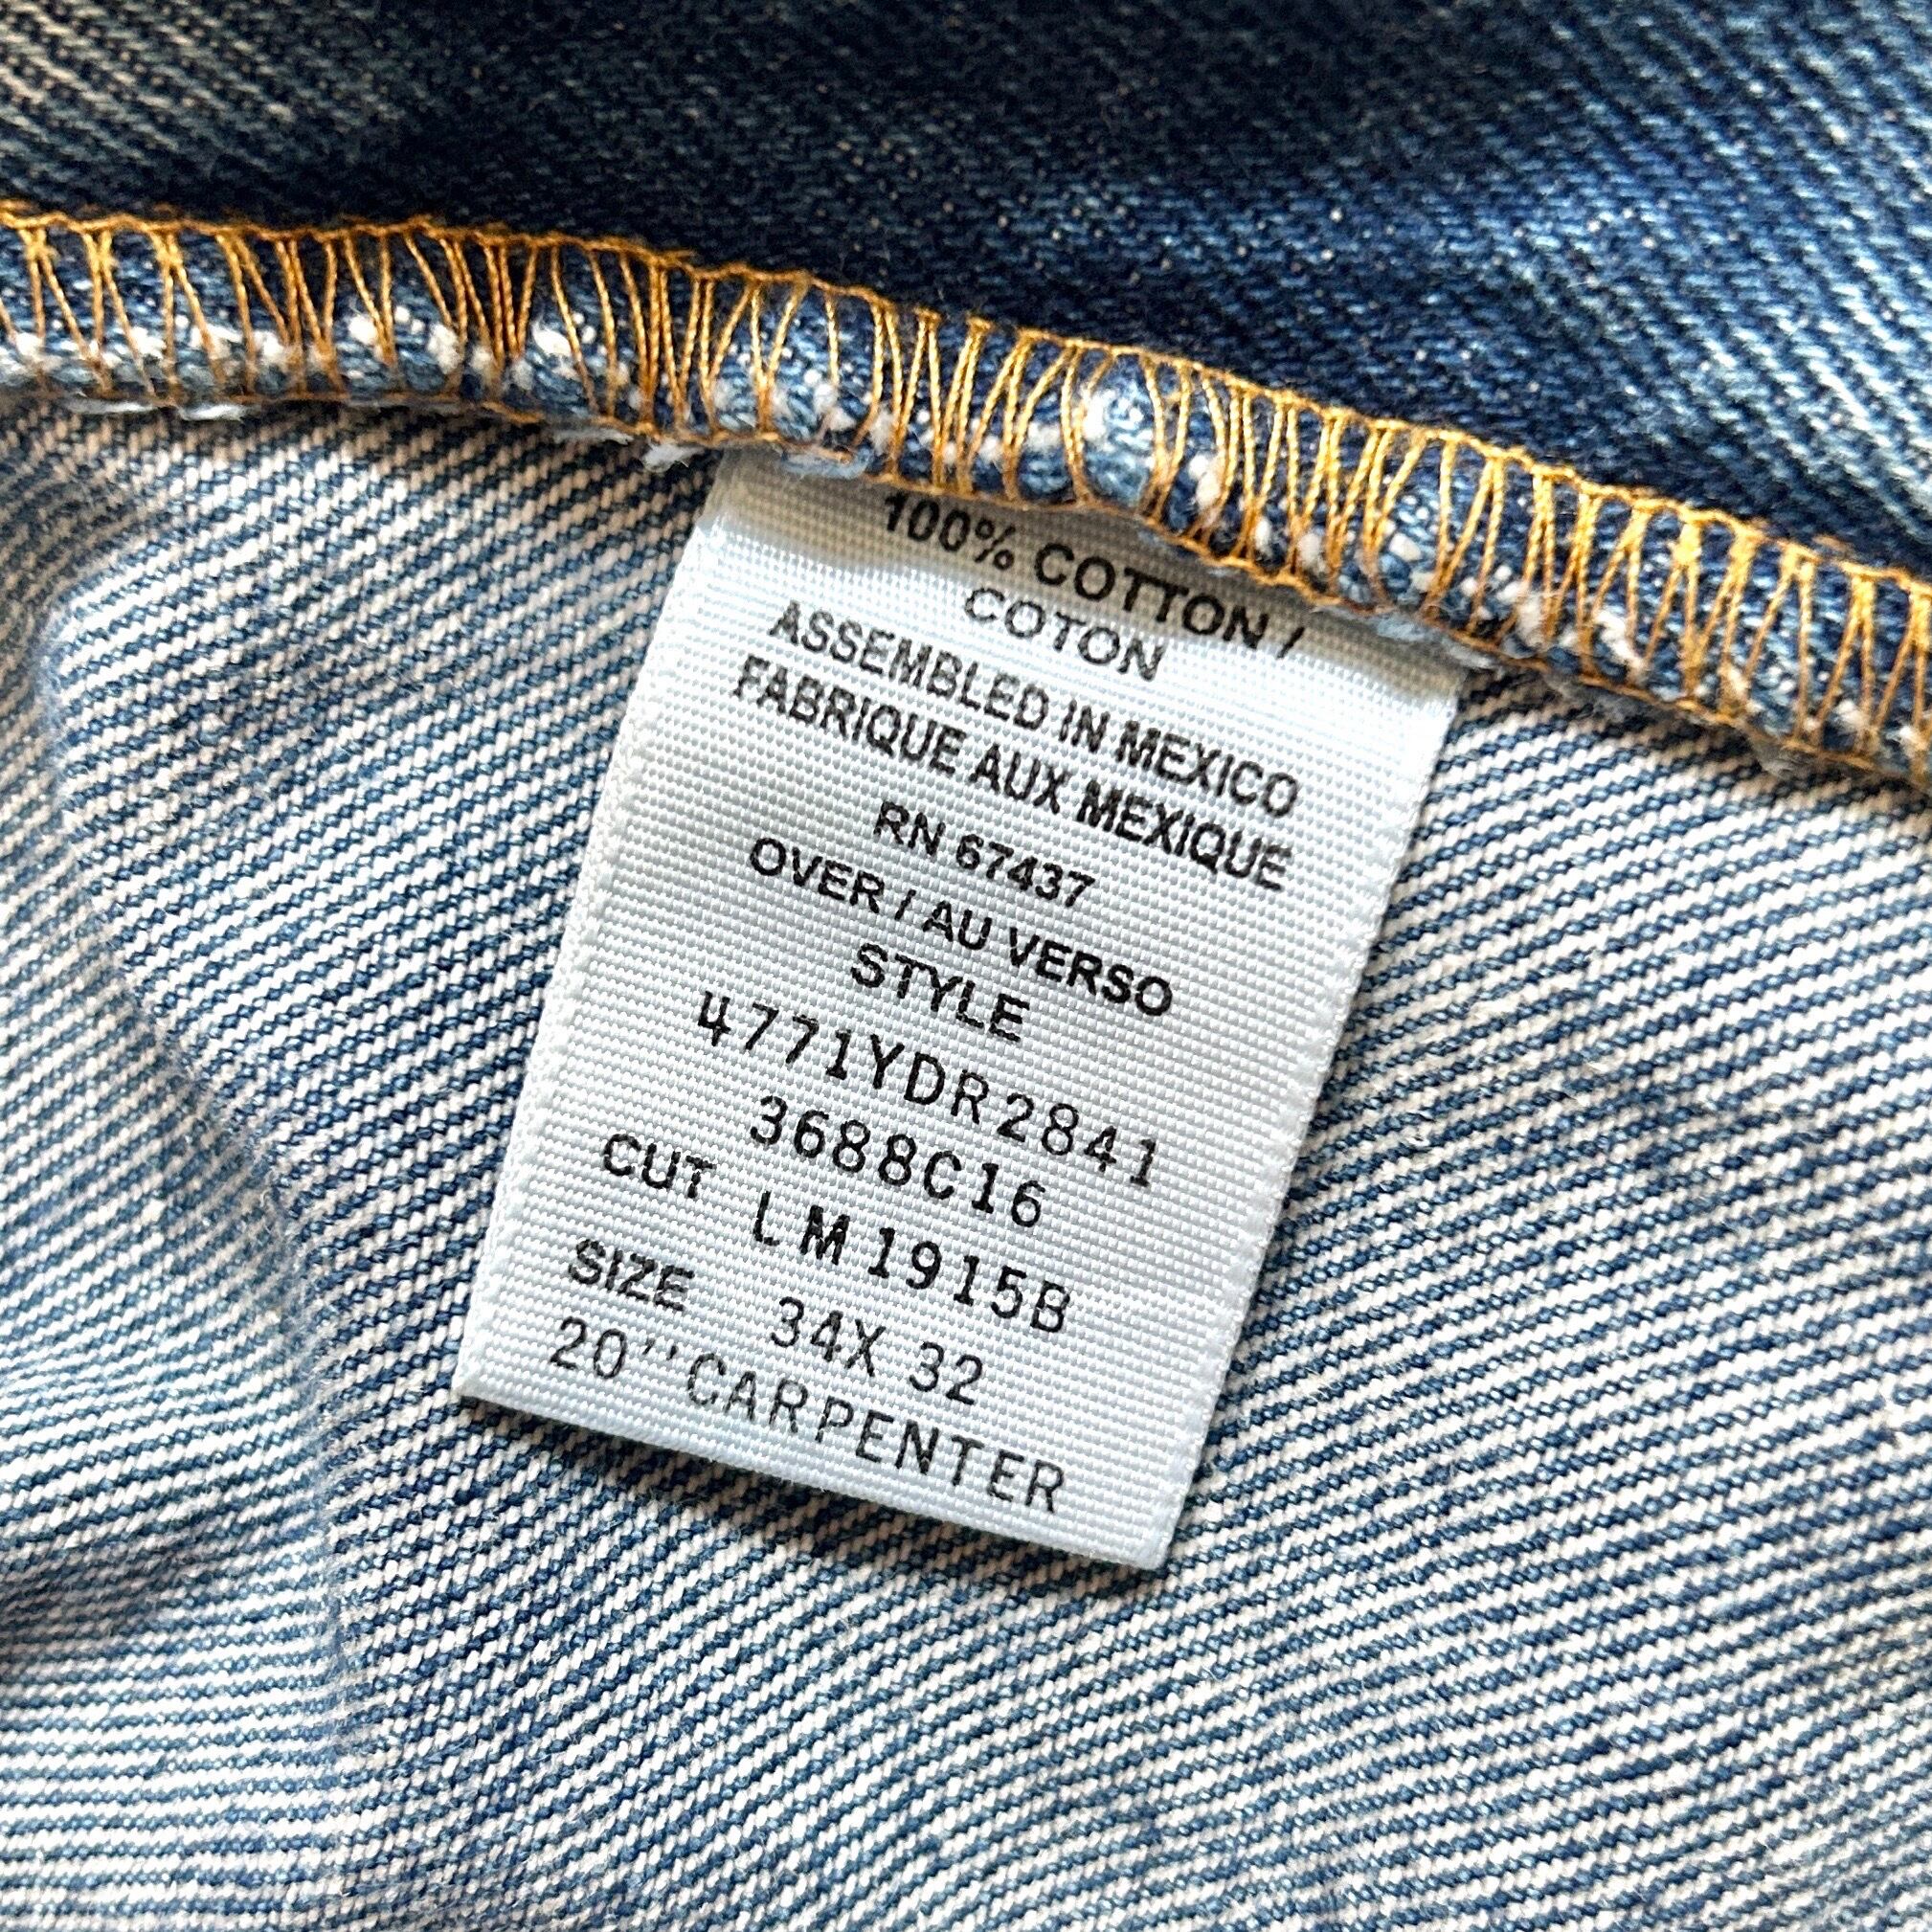 100% COTTON /
COTON
ASSEMBLED IN MEXICO
FABRIQUE AUX MEXIQUE
RN 67437
OVER / AU VERSO
STYLE
4771YDR2841
3688C16
CUT LM1915B
SIZE 34X 32
20''CARPENTER